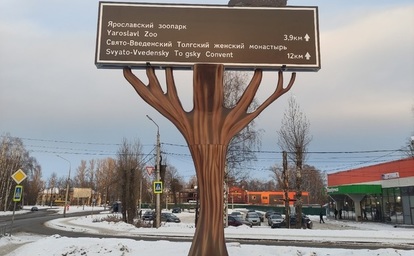 Ярославский зоопарк
Yaroslavl Zoo 3,9км
Свято-Введенский Толгский женский монастырь
Svyato-Vvedensky To gsky Convent 12км